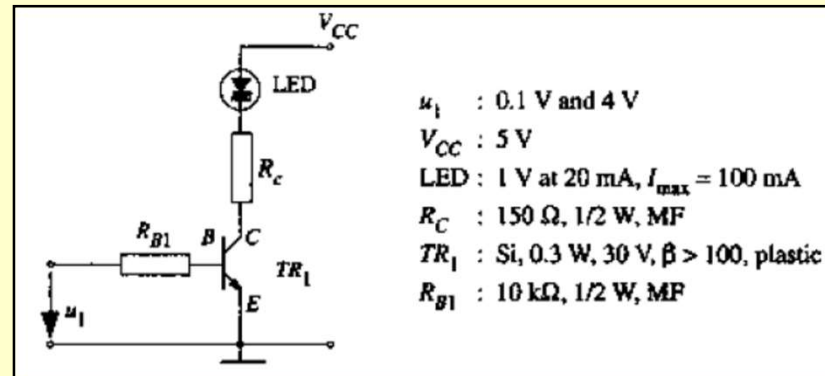 V_CC
LED
R_c
R_B1
B
C
TR_1
E
u_1
u_1 : 0.1 V and 4 V
V_CC : 5 V
LED : 1 V at 20 mA, I_max = 100 mA
R_C : 150 Ω, 1/2 W, MF
TR_1 : Si, 0.3 W, 30 V, β > 100, plastic
R_B1 : 10 kΩ, 1/2 W, MF